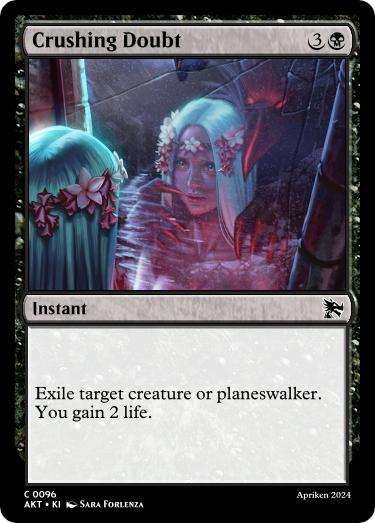 Crushing Doubt 3
Instant
Exile target creature or planeswalker.
You gain 2 life.
C 0096
AKT • KI Sara Forlenza
Apriken 2024